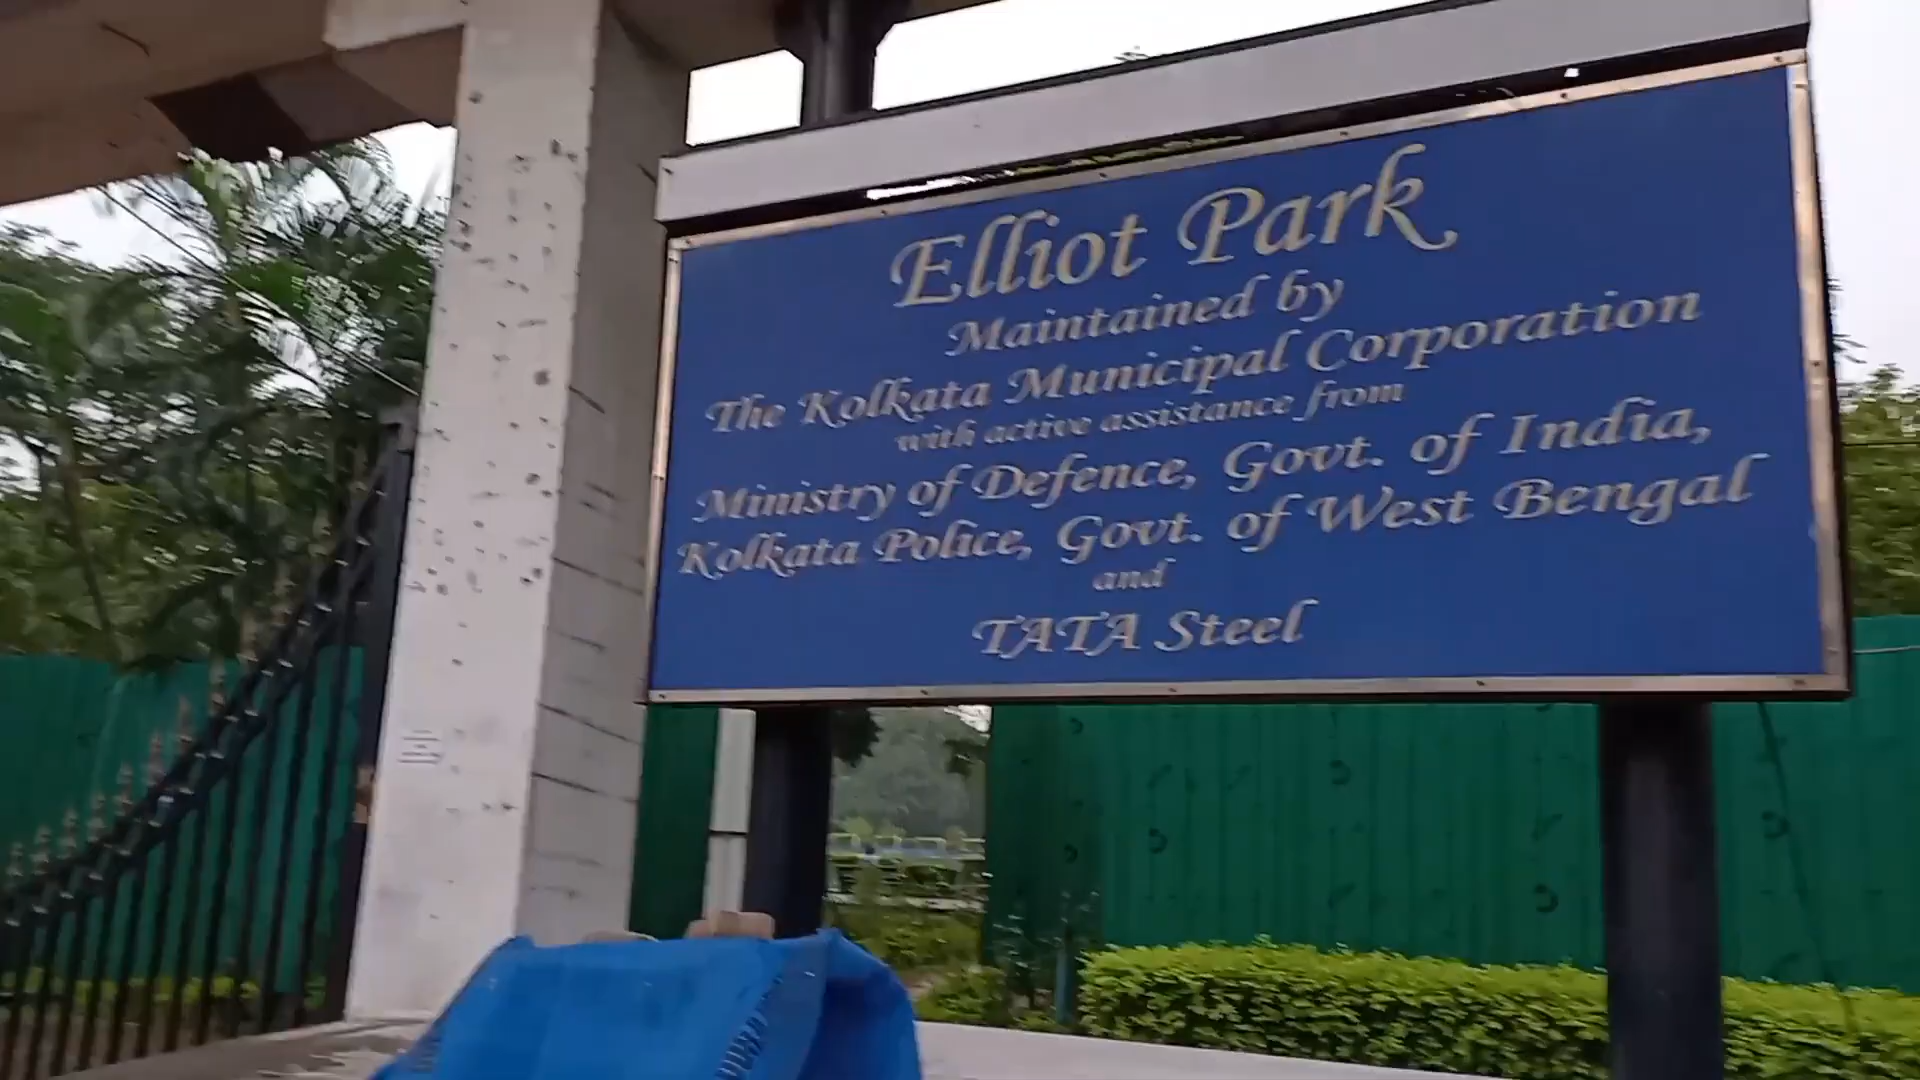 Elliot Park
Maintained by
The Kolkata Municipal Corporation
with active assistance from
Ministry of Defence, Govt. of India,
Kolkata Police, Govt. of West Bengal
and
TATA Steel